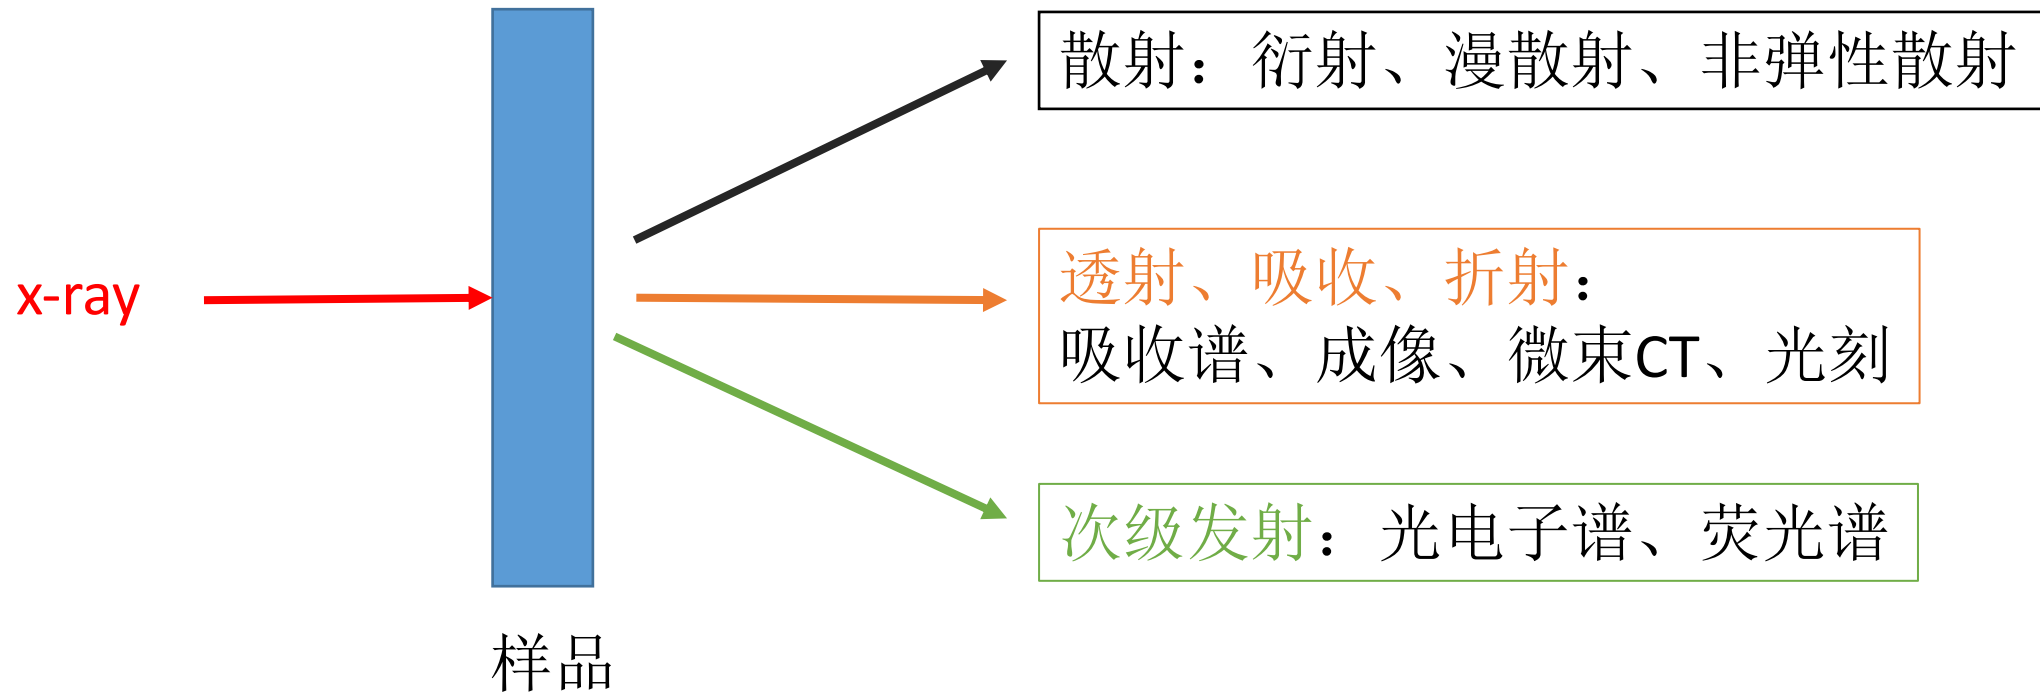 散射：衍射、漫散射、非弹性散射
x-ray
透射、吸收、折射：
吸收谱、成像、微束CT、光刻
次级发射：光电子谱、荧光谱
样品